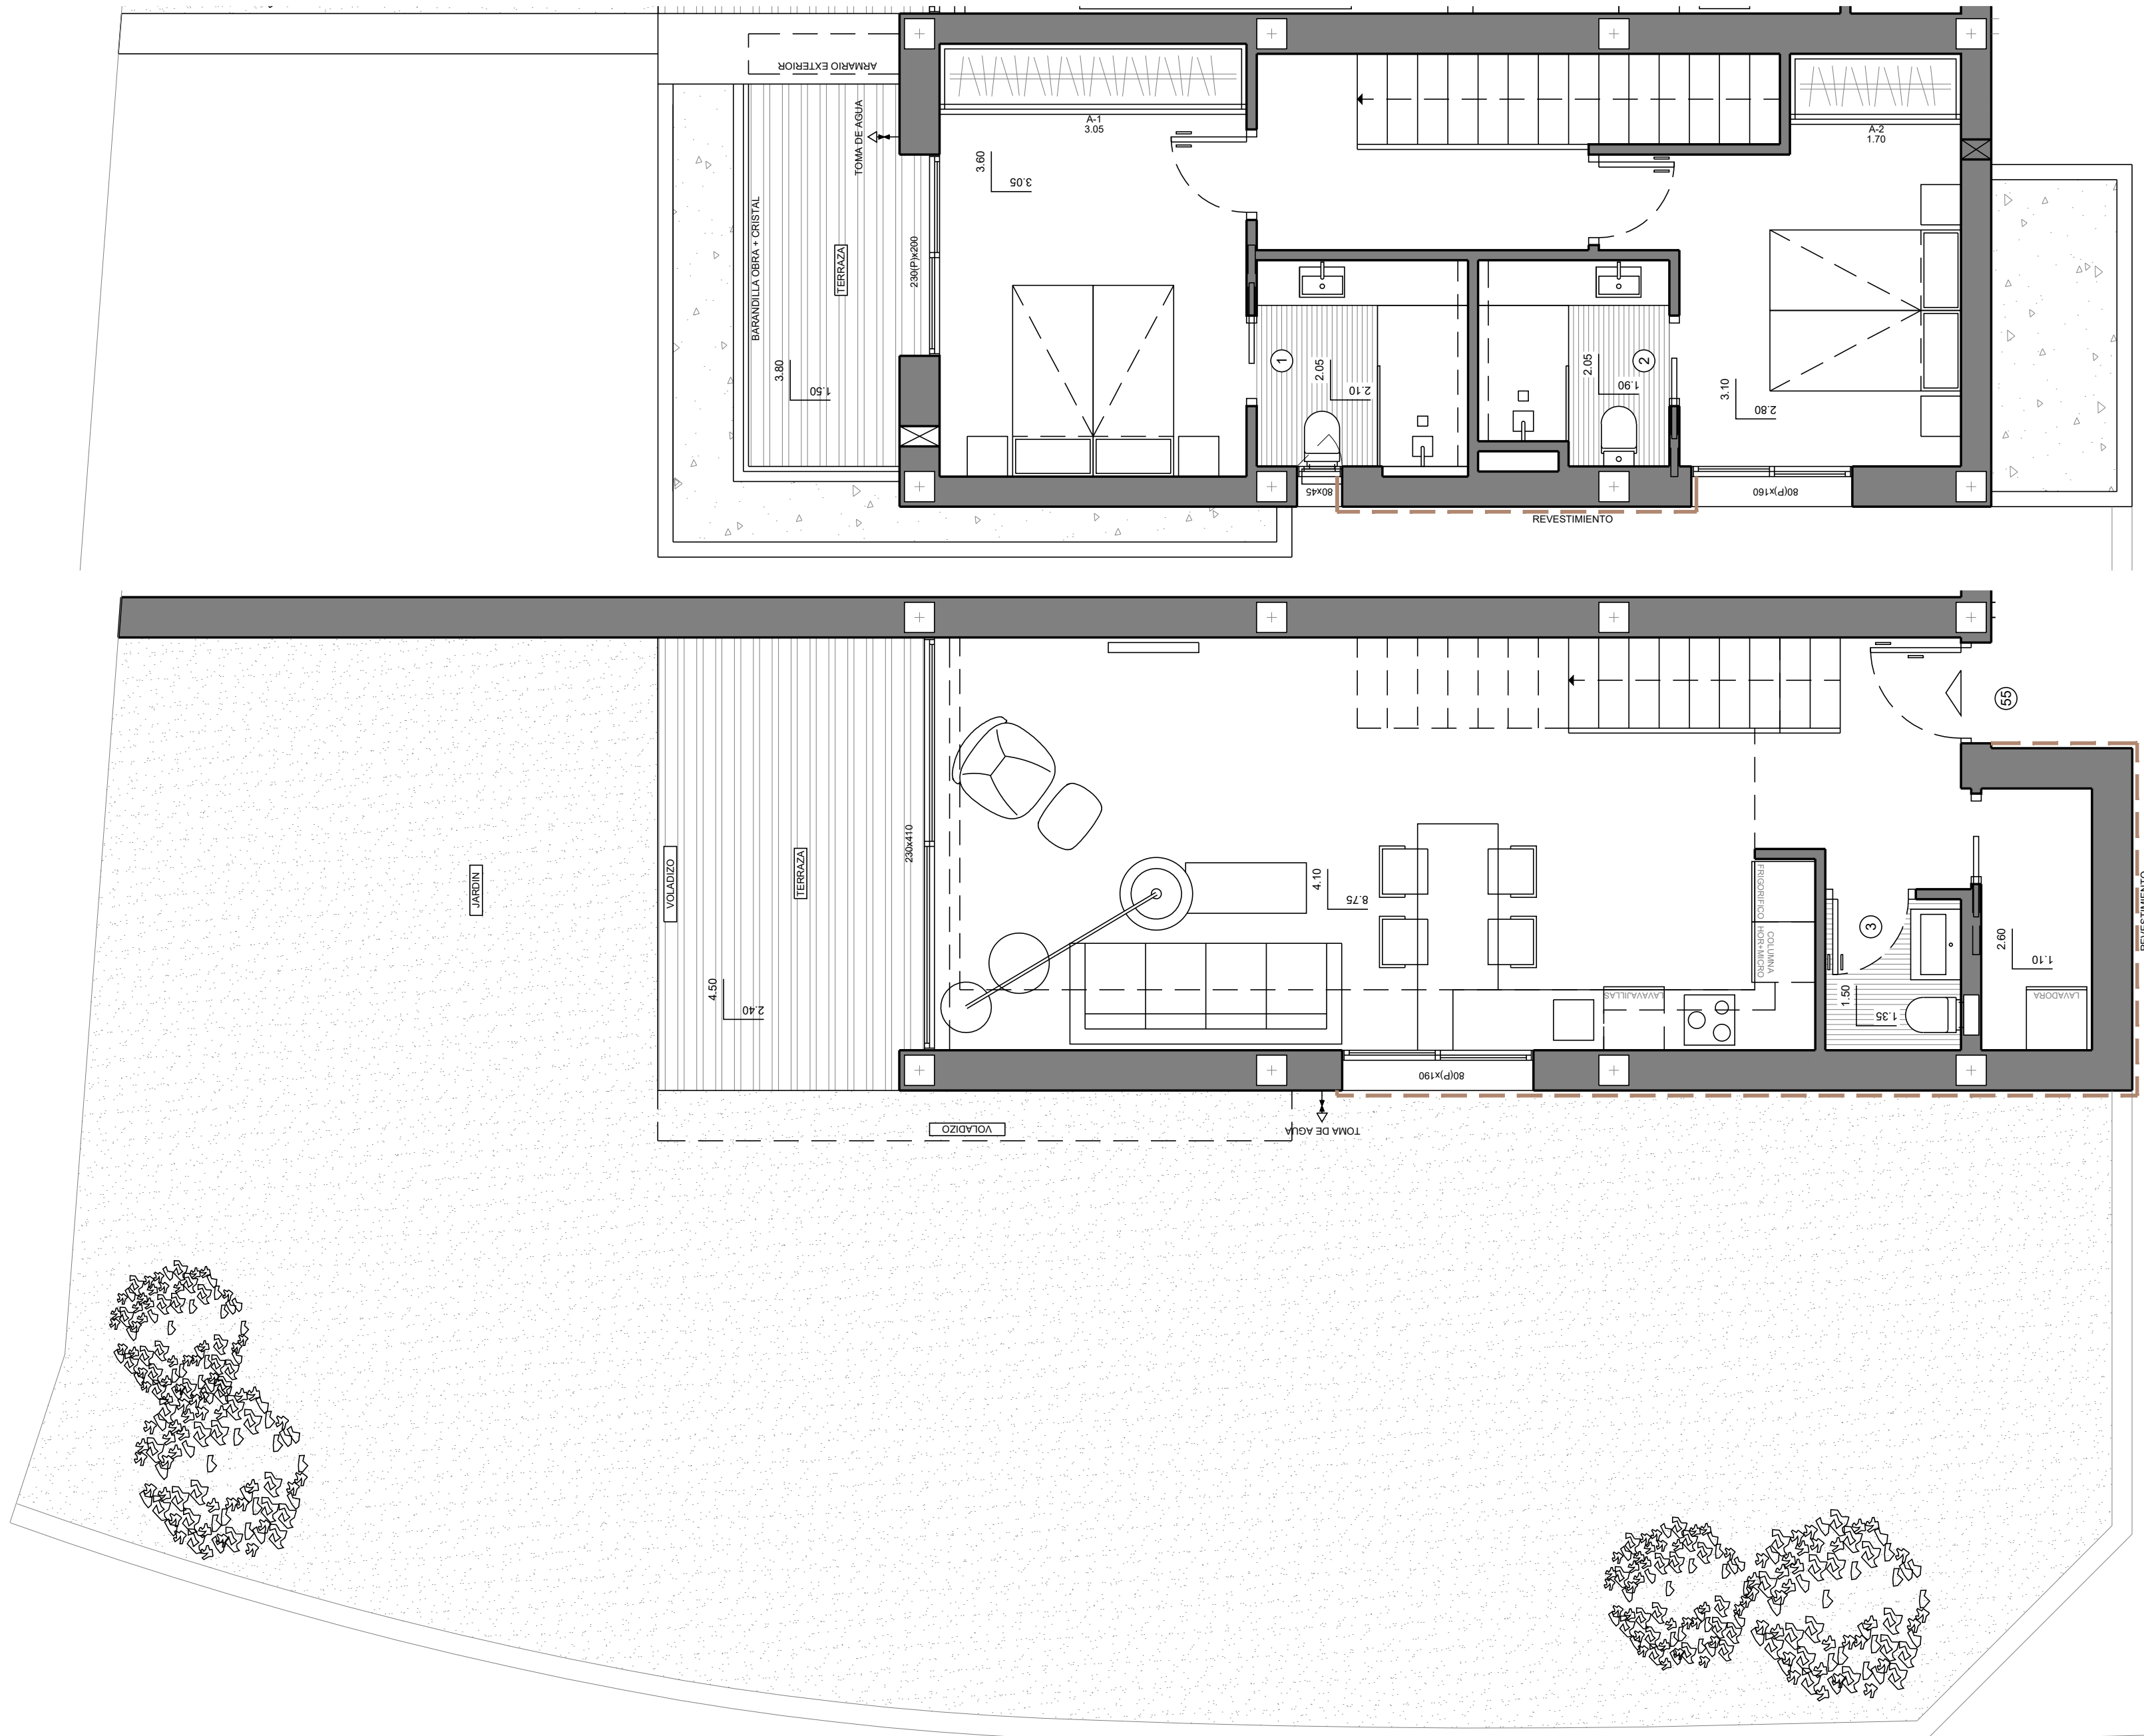 ARMARIO EXTERIOR
TOMA DE AGUA
BARANDILLA OBRA + CRISTAL
TERRAZA
230(P)x200
3.80
1.50
A-1
3.05
3.60
3.05
A-2
1.70
1
2.05
2.10
2.05
1.90
2
3.10
2.80
80x45
80(P)x160
REVESTIMIENTO
55
JARDIN
VOLADIZO
TERRAZA
230x410
4.50
2.40
4.10
8.75
FRIGORIFICO
COLUMNA
HOR+MICRO
LAVAVAJILLAS
3
1.50
1.35
2.60
1.10
LAVADORA
REVESTIMIENTO
80(P)x190
VOLADIZO
TOMA DE AGUA